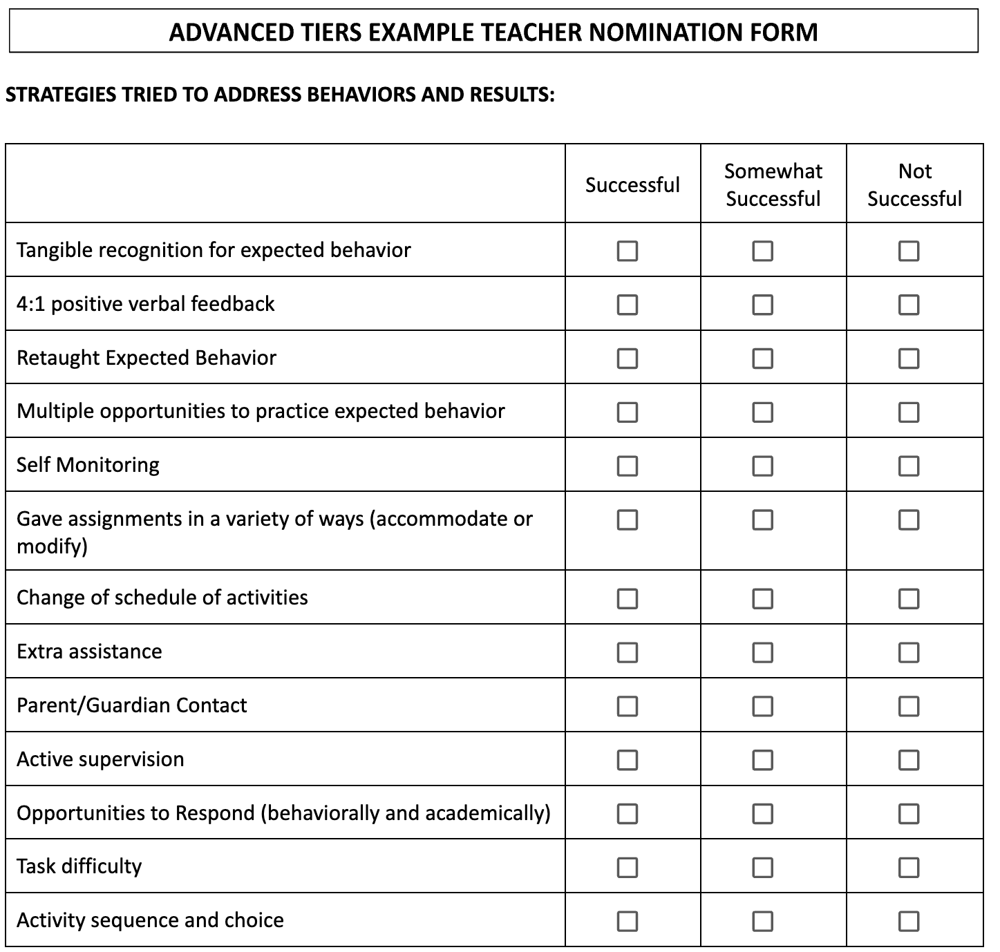 ADVANCED TIERS EXAMPLE TEACHER NOMINATION FORM
STRATEGIES TRIED TO ADDRESS BEHAVIORS AND RESULTS:
Successful
Somewhat
Successful
Not
Successful
Tangible recognition for expected behavior
4:1 positive verbal feedback
Retaught Expected Behavior
Multiple opportunities to practice expected behavior
Self Monitoring
Gave assignments in a variety of ways (accommodate or
modify)
Change of schedule of activities
Extra assistance
Parent/Guardian Contact
Active supervision
Opportunities to Respond (behaviorally and academically)
Task difficulty
Activity sequence and choice